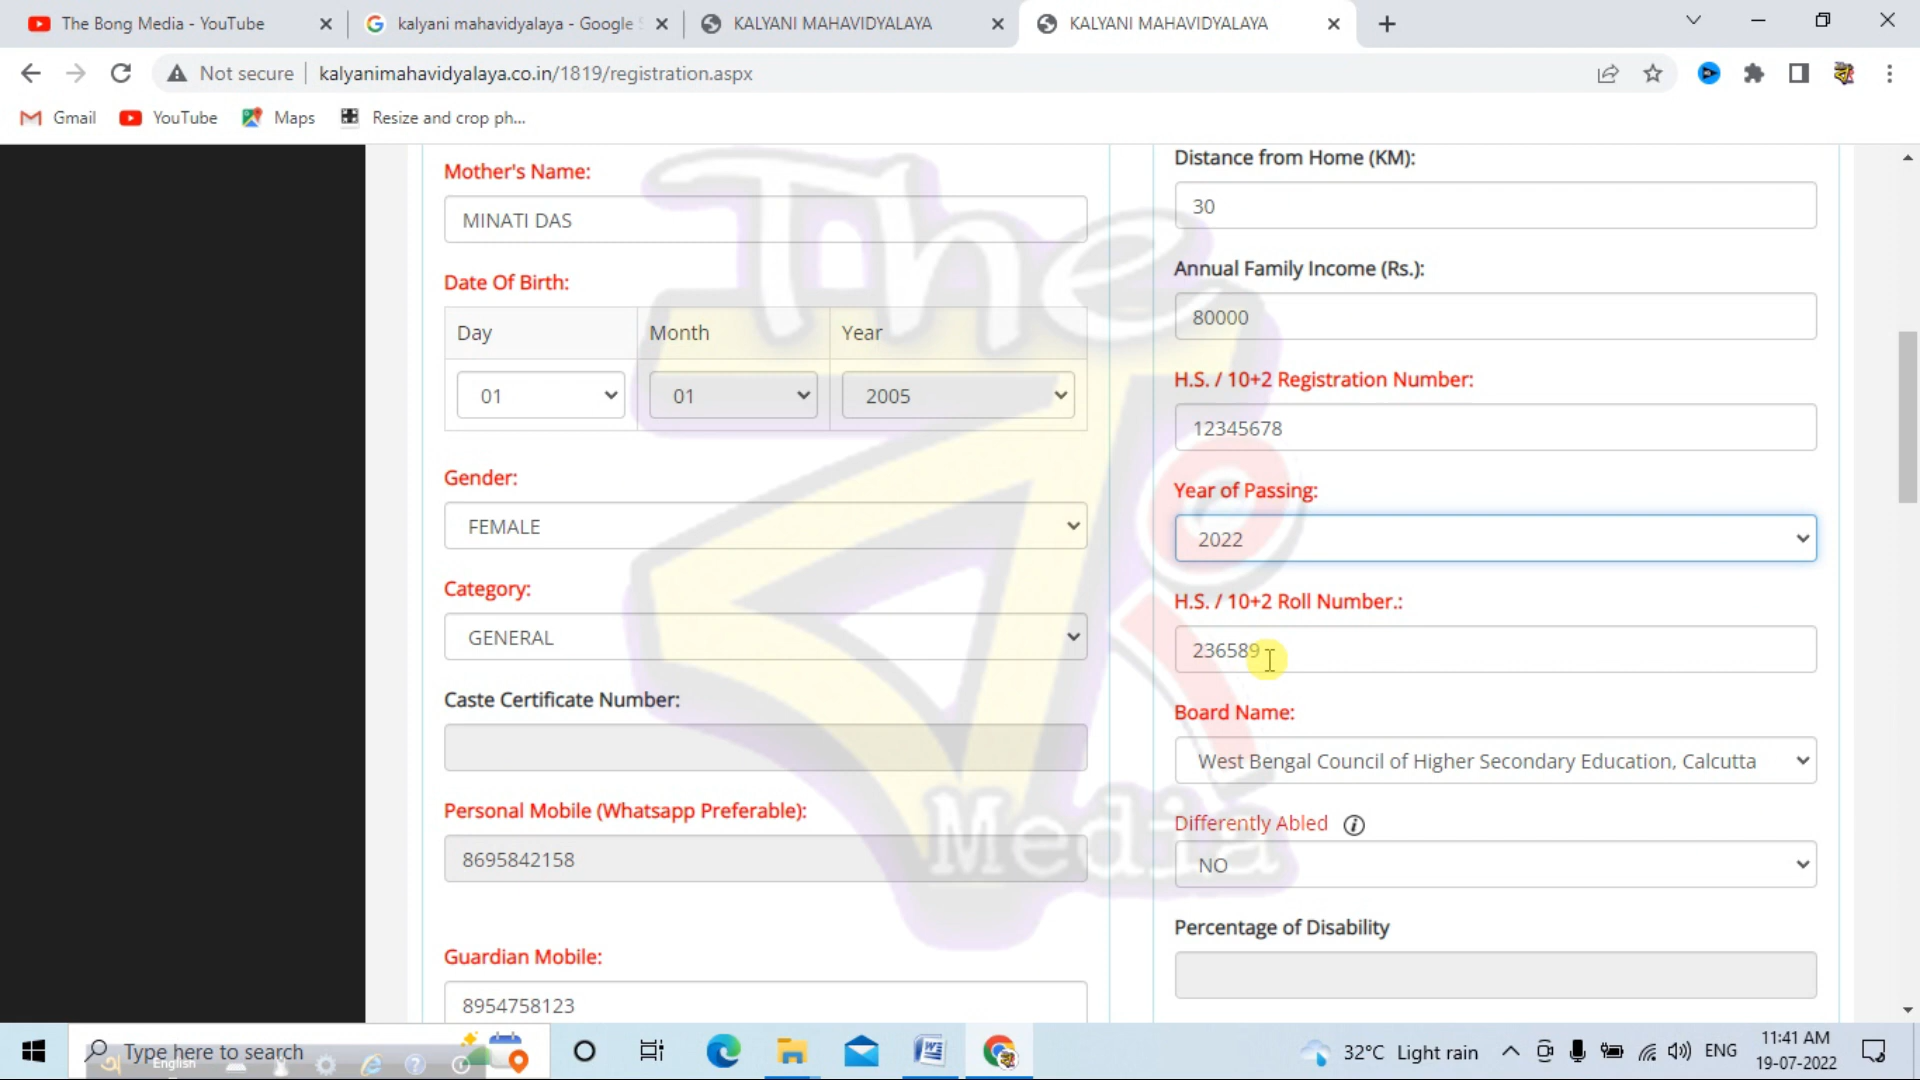 The Bong Media - YouTube
kalyani mahavidyalaya - Google S
KALYANI MAHAVIDYALAYA
KALYANI MAHAVIDYALAYA
Not secure
kalyanimahavidyalaya.co.in/1819/registration.aspx
Gmail
YouTube
Maps
Resize and crop ph...
Mother's Name:
MINATI DAS
Date Of Birth:
Day
Month
Year
01
01
2005
Gender:
FEMALE
Category:
GENERAL
Caste Certificate Number:
Personal Mobile (Whatsapp Preferable):
8695842158
Guardian Mobile:
8954758123
Distance from Home (KM):
30
Annual Family Income (Rs.):
80000
H.S. / 10+2 Registration Number:
12345678
Year of Passing:
2022
H.S. / 10+2 Roll Number.:
236589
Board Name:
West Bengal Council of Higher Secondary Education, Calcutta
Differently Abled
NO
Percentage of Disability
The
Media
Type here to search
English
32°C Light rain
ENG
11:41 AM
19-07-2022